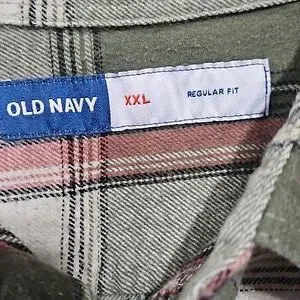 OLD NAVY XXL REGULAR FIT